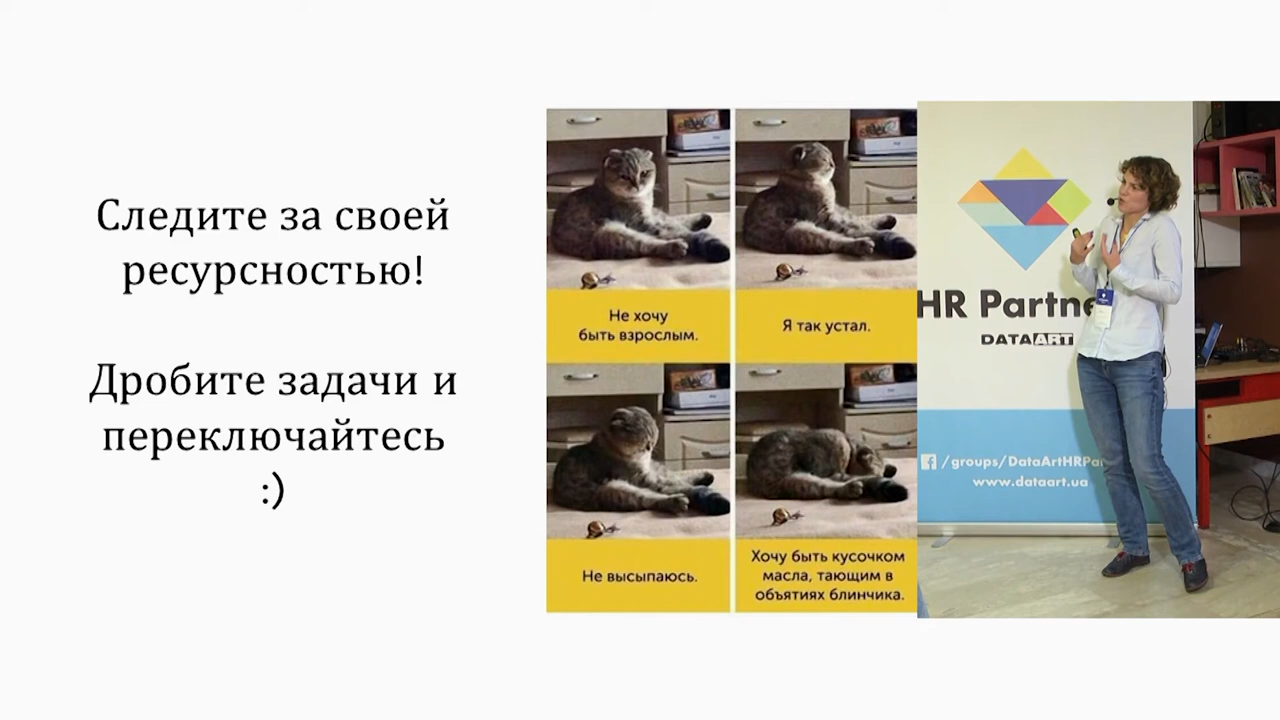 Следите за своей
ресурсностью!
Дробите задачи и
переключайтесь
:)
Не хочу
быть взрослым.
Я так устал.
Не высыпаюсь.
Хочу быть кусочком
масла, тающим в
объятиях блинчика.
HR Partne
DATAART
/groups/DataArtHRPa
www.dataart.ua